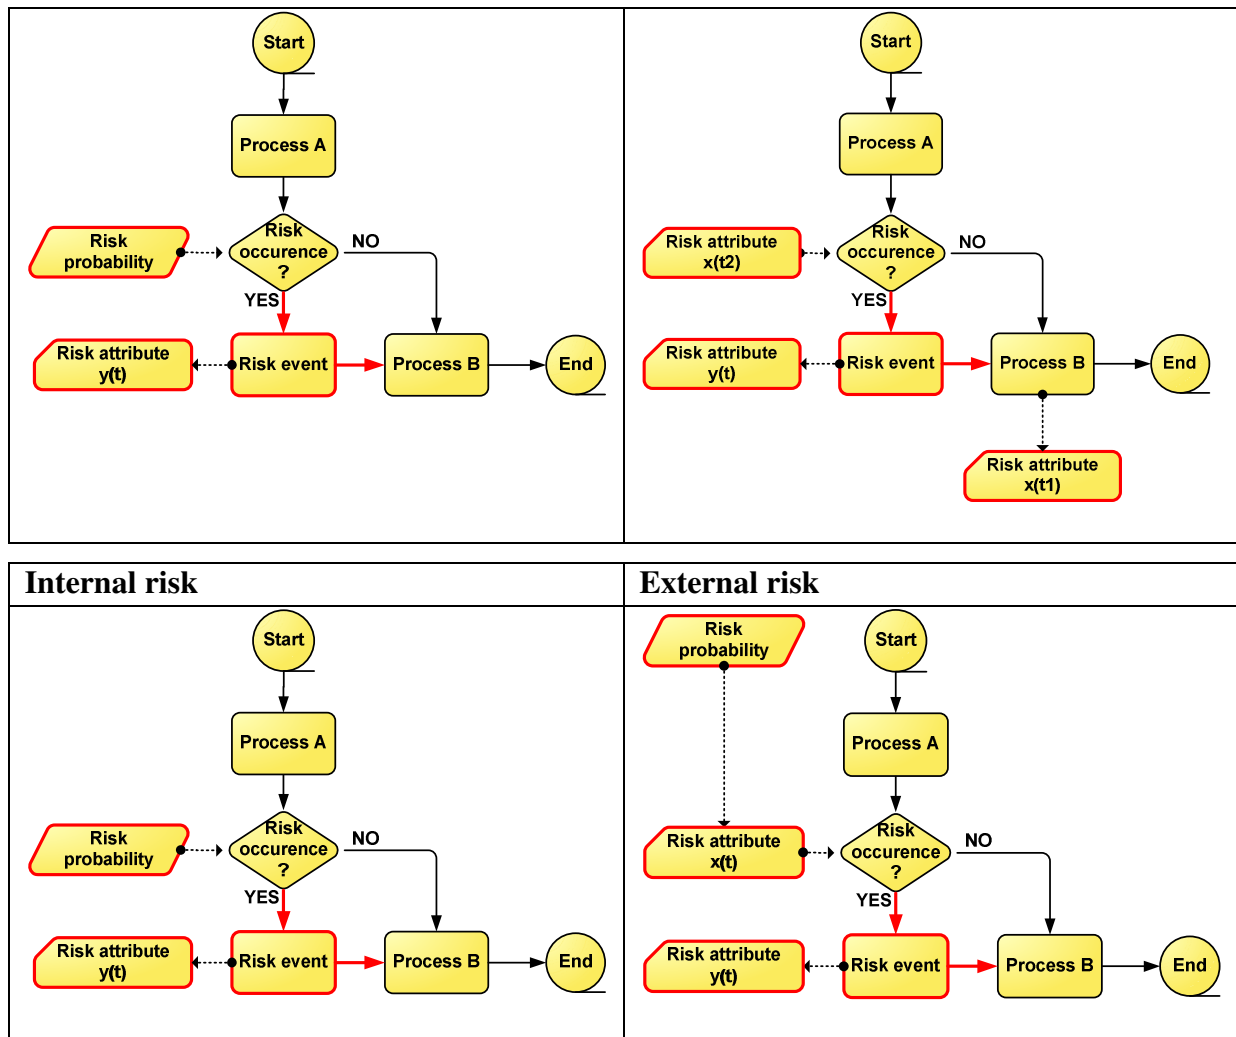 Start
Process A
Risk
probability
Risk
occurence
?
NO
YES
Risk attribute
y(t)
Risk event
Process B
End
Start
Process A
Risk attribute
x(t2)
Risk
occurence
?
NO
YES
Risk attribute
y(t)
Risk event
Process B
End
Risk attribute
x(t1)
Internal risk
External risk
Start
Process A
Risk
probability
Risk
occurence
?
NO
YES
Risk attribute
y(t)
Risk event
Process B
End
Risk
probability
Start
Process A
Risk attribute
x(t)
Risk
occurence
?
NO
YES
Risk attribute
y(t)
Risk event
Process B
End